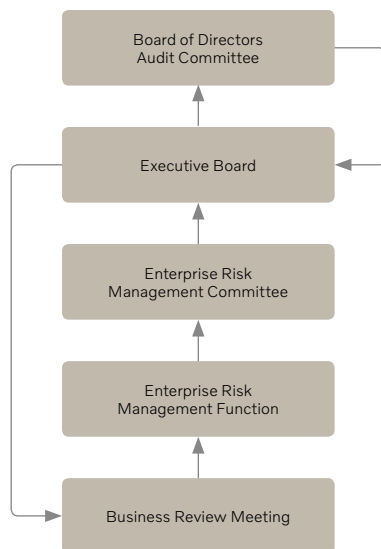 Board of Directors
Audit Committee
Executive Board
Enterprise Risk
Management Committee
Enterprise Risk
Management Function
Business Review Meeting